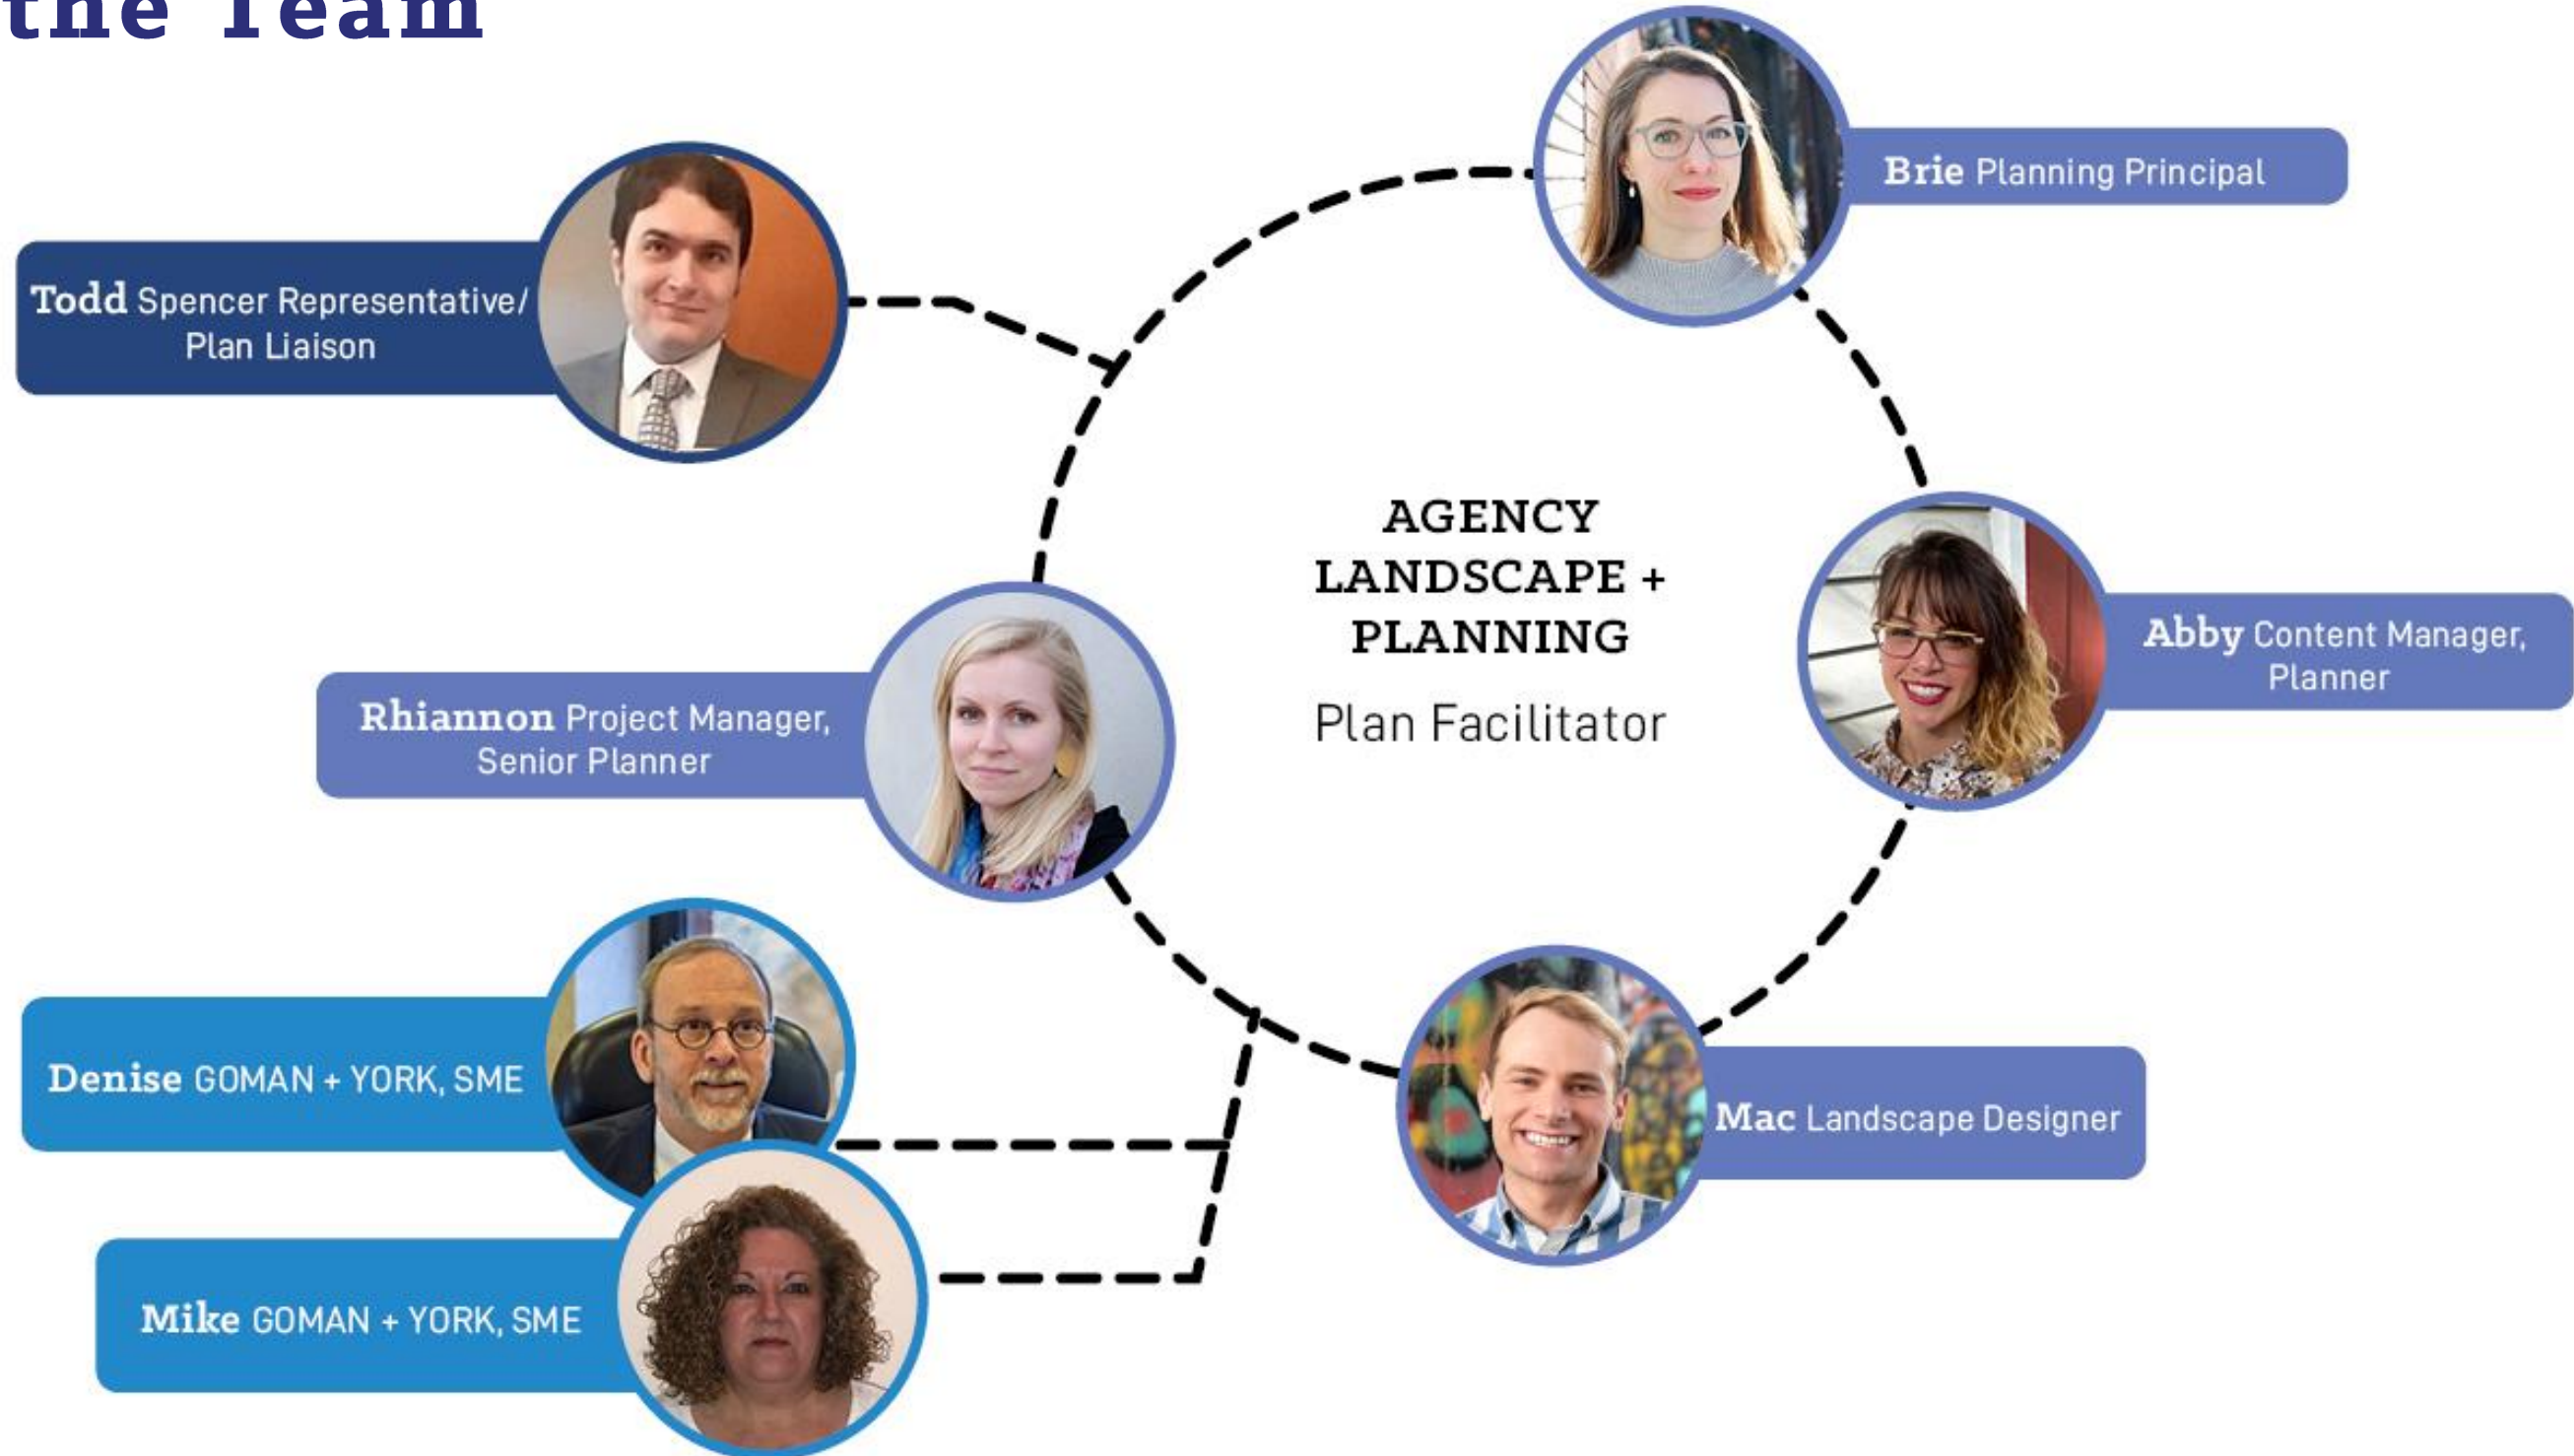 the Team
Brie Planning Principal
Todd Spencer Representative/
Plan Liaison
AGENCY
LANDSCAPE +
PLANNING
Plan Facilitator
Abby Content Manager,
Planner
Rhiannon Project Manager,
Senior Planner
Denise GOMAN + YORK, SME
Mac Landscape Designer
Mike GOMAN + YORK, SME